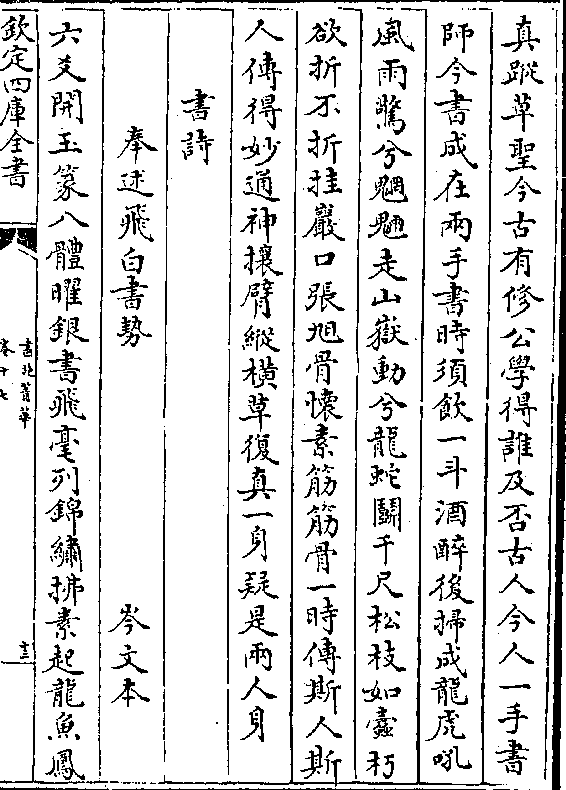 真蹤草聖今古有修公學得誰及否古人今人一手書
師今書成在兩手書時須飲一斗酒醉後掃成龍虎吼
風雨驚兮魍魎走山嶽動兮龍蛇鬭千尺松枝如蠹朽
欲折不折挂巖口張旭骨懷素筋筋骨一時傳斯人斯
人傳得妙通神攘臂縱橫草復真一身疑是兩人身
書詩
奉述飛白書勢
岑文本
六爻開玉篆八體曜銀書飛毫列錦繡拂素起龍魚鳳
欽定四庫全書
書苑菁華
卷十七